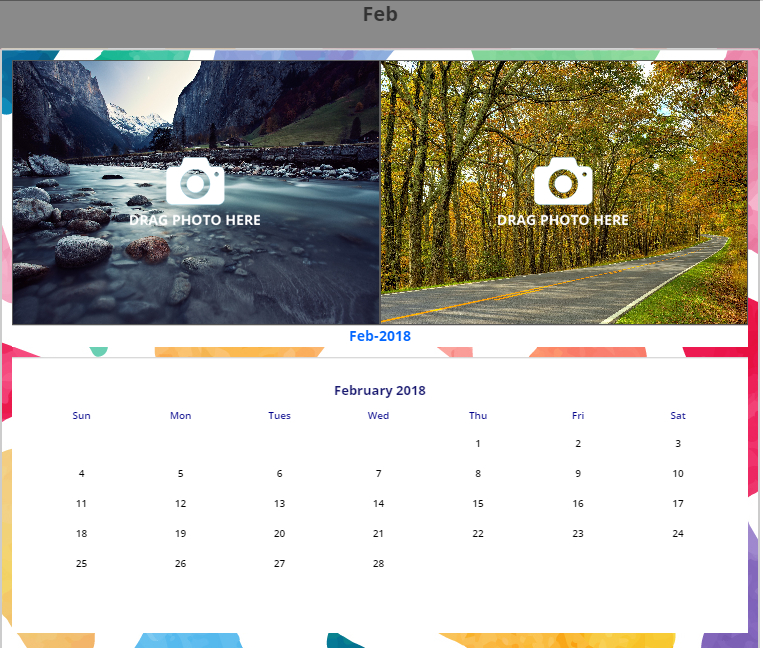 Feb
DRAG PHOTO HERE DRAG PHOTO HERE
Feb-2018
February 2018
Sun Mon Tues Wed Thu Fri Sat
1 2 3
4 5 6 7 8 9 10
11 12 13 14 15 16 17
18 19 20 21 22 23 24
25 26 27 28